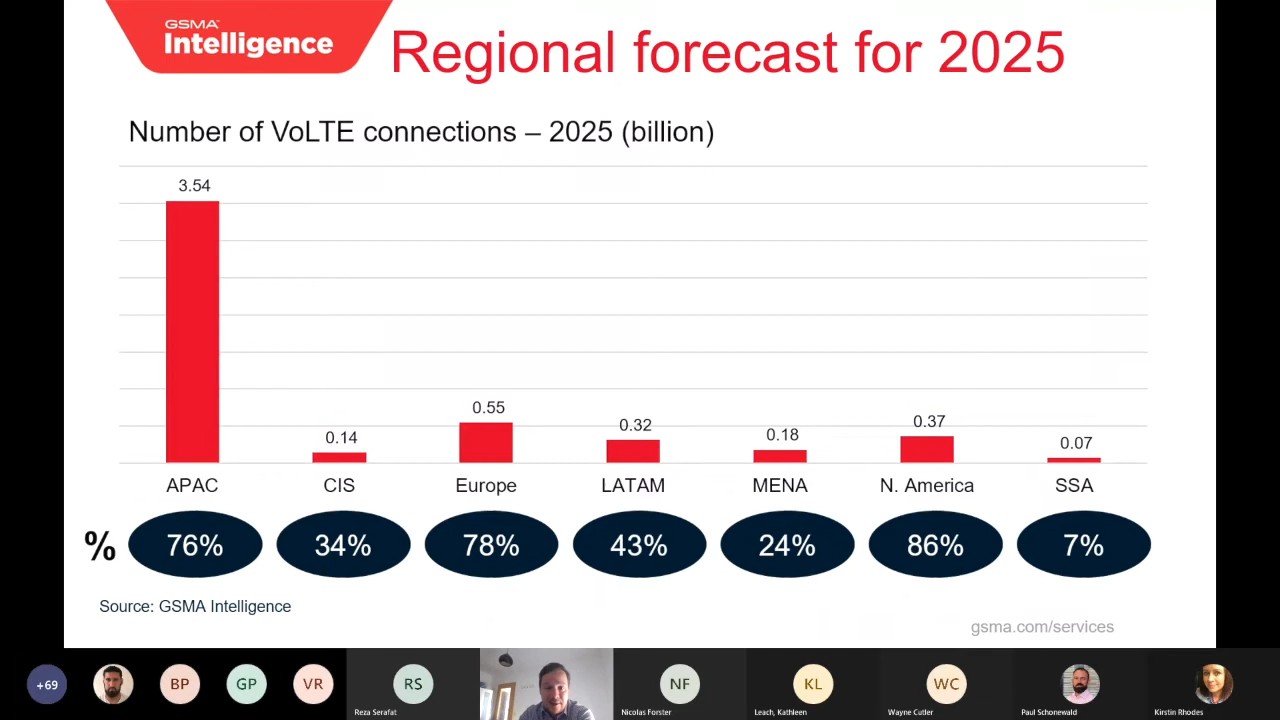 GSMA™
Intelligence
Regional forecast for 2025
Number of VoLTE connections – 2025 (billion)
3.54
0.14
0.55
0.32
0.18
0.37
0.07
APAC CIS Europe LATAM MENA N. America SSA
% 76% 34% 78% 43% 24% 86% 7%
Source: GSMA Intelligence
gsma.com/services
+69 BP GP VR RS NF KL WC
Reza Serafat Nicolas Forster Leach, Kathleen Wayne Cutler Paul Schonewald Kirstin Rhodes